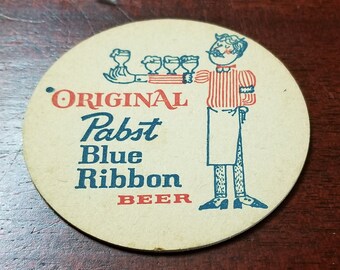 ORIGINAL
Pabst
Blue
Ribbon
BEER